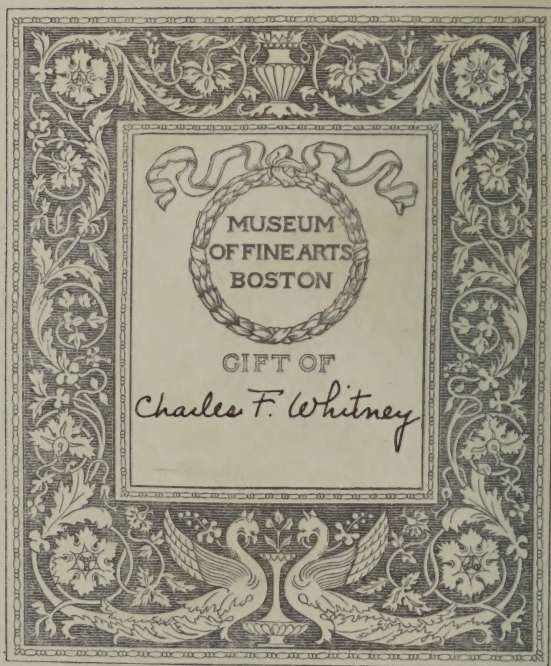 MUSEUM
OF FINE ARTS
BOSTON
GIFT OF
Charles F. Whitney